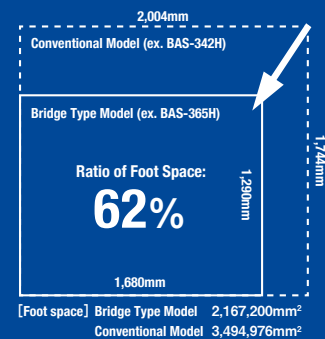 2,004mm
Conventional Model (ex. BAS-342H)
Bridge Type Model (ex. BAS-365H)
1,744mm
1,290mm
Ratio of Foot Space:
62%
1,680mm
[Foot space] Bridge Type Model 2,167,200mm²
Conventional Model 3,494,976mm²